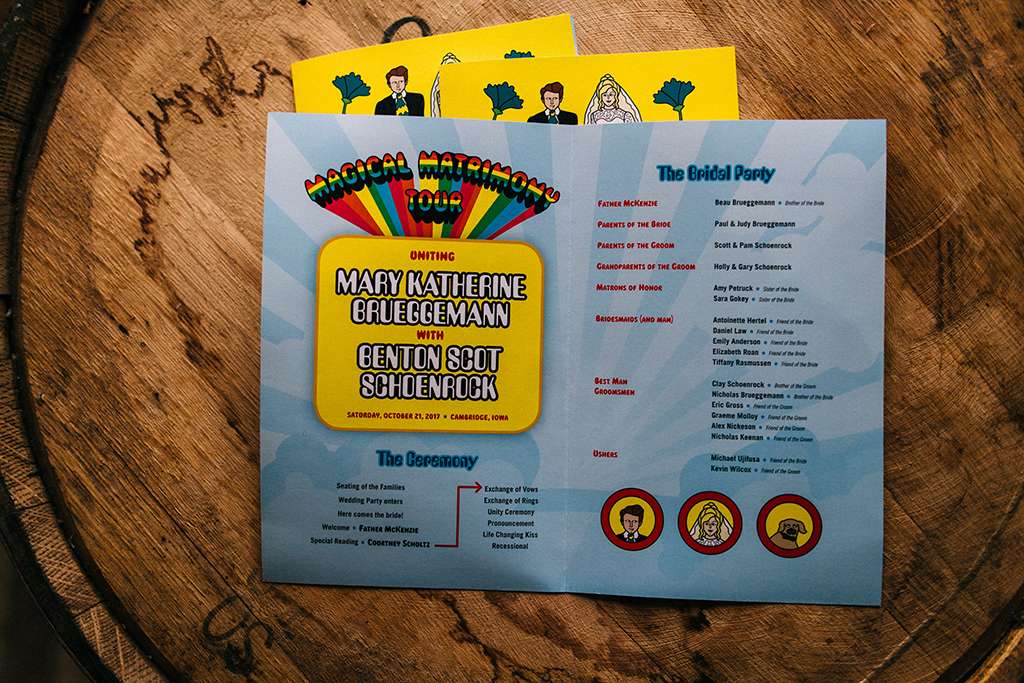 MAGICAL MATRIMONY
TOUR
UNITING
MARY KATHERINE
BRUEGGEMANN
WITH
BENTON SCOT
SCHOENROCK
SATURDAY, OCTOBER 21, 2017 • CAMBRIDGE, IOWA
The Ceremony
Seating of the Families
Wedding Party enters
Here comes the bride!
Welcome • FATHER MCKENZIE
Special Reading • COURTNEY SCHOLTZ
Exchange of Vows
Exchange of Rings
Unity Ceremony
Pronouncement
Life Changing Kiss
Recessional
The Bridal Party
FATHER MCKENZIE Beau Brueggemann • Brother of the Bride
PARENTS OF THE BRIDE Paul & Judy Brueggemann
PARENTS OF THE GROOM Scott & Pam Schoenrock
GRANDPARENTS OF THE GROOM Holly & Gary Schoenrock
MATRONS OF HONOR Amy Petruck • Sister of the Bride
Sara Gokey • Sister of the Bride
BRIDESMAIDS (AND MAN) Antoinette Hertel • Friend of the Bride
Daniel Law • Friend of the Bride
Emily Anderson • Friend of the Bride
Elizabeth Roan • Friend of the Bride
Tiffany Rasmussen • Friend of the Bride
BEST MAN Clay Schoenrock • Brother of the Groom
GROOMSMEN Nicholas Brueggemann • Brother of the Bride
Eric Gross • Friend of the Groom
Graeme Molloy • Friend of the Groom
Alex Nickeson • Friend of the Groom
Nicholas Keenan • Friend of the Groom
USHERS Michael Ujifusa • Friend of the Bride
Kevin Wilcox • Friend of the Groom